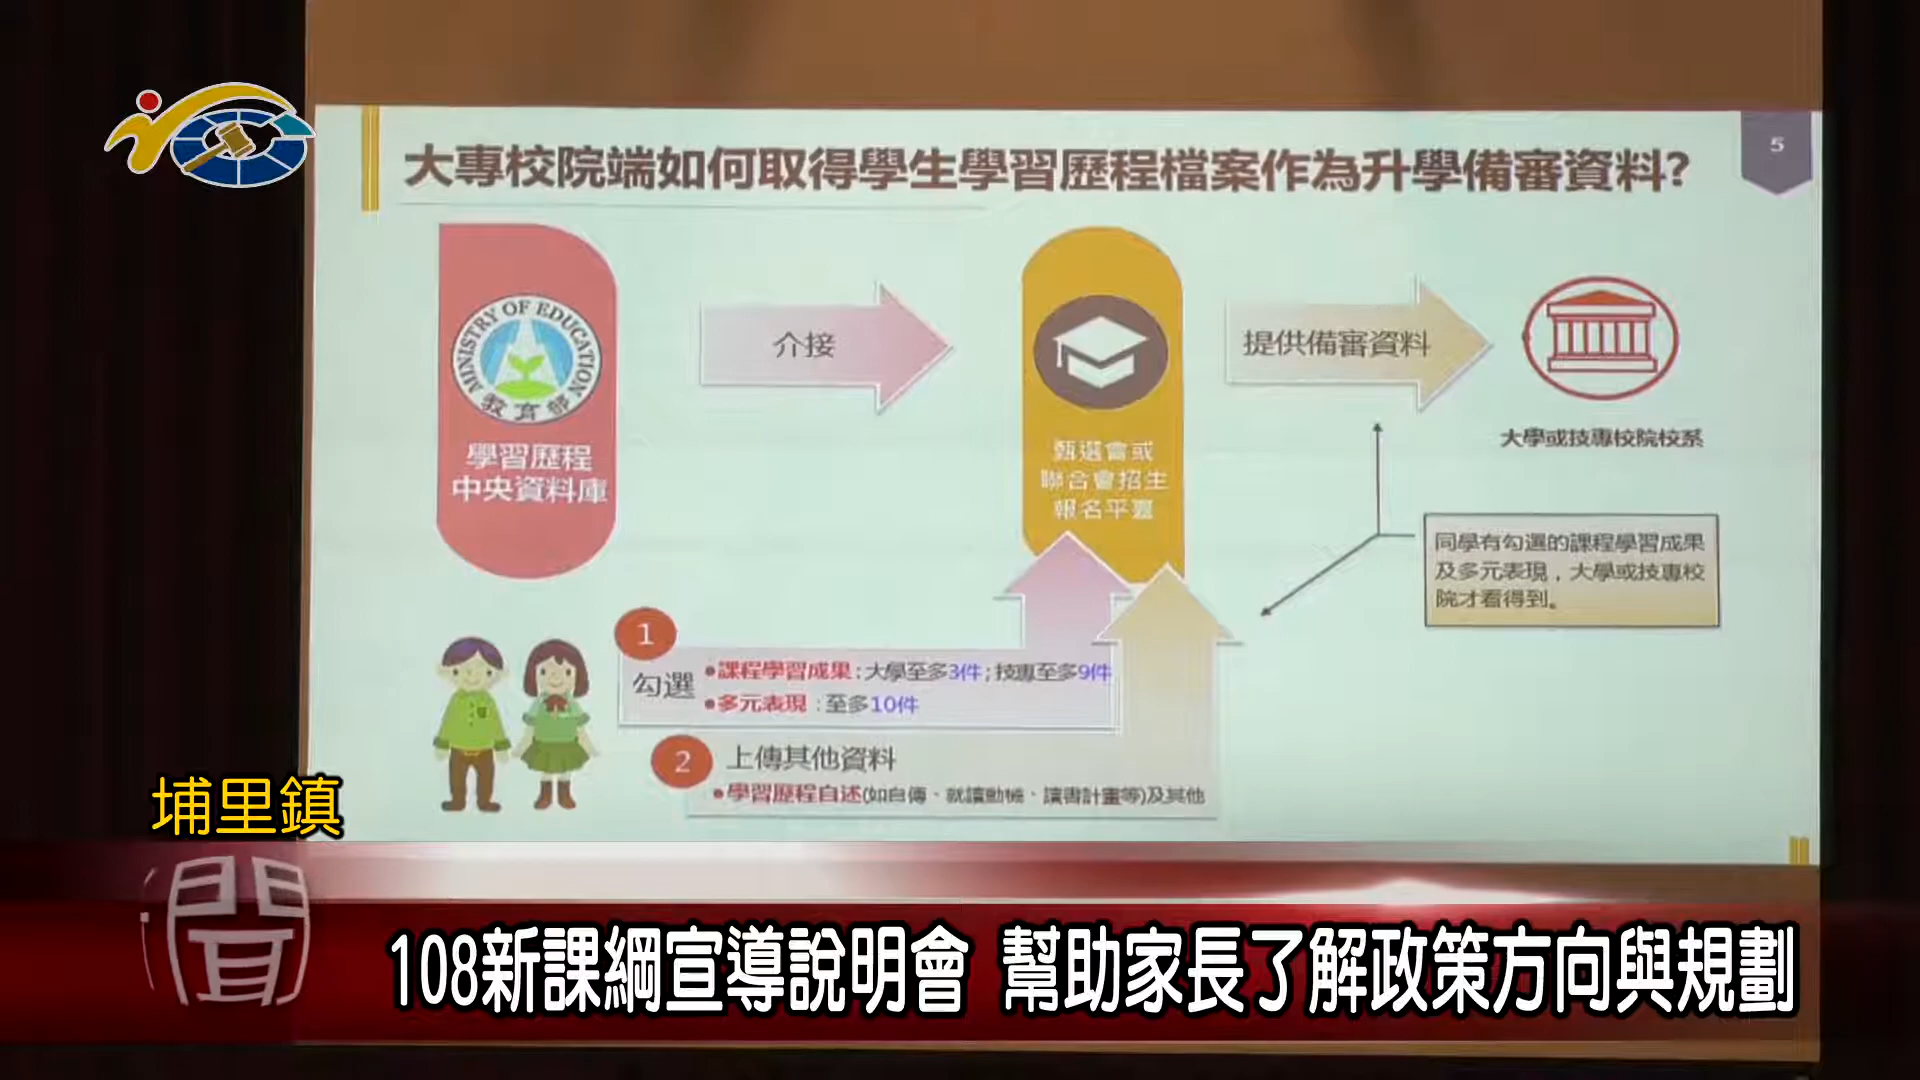 大專校院端如何取得學生學習歷程檔案作為升學備審資料?
5
MINISTRY OF EDUCATION
教育部
學習歷程
中央資料庫
介接
甄選會或
聯合會招生
報名平臺
提供備審資料
大學或技專校院校系
同學有勾選的課程學習成果
及多元表現，大學或技專校
院才看得到。
1
勾選
•課程學習成果:大學至多3件;技專至多9件
•多元表現:至多10件
2
上傳其他資料
•學習歷程自述(如自傳、就讀動機、讀書計畫等)及其他
埔里鎮
聞
108新課綱宣導說明會 幫助家長了解政策方向與規劃